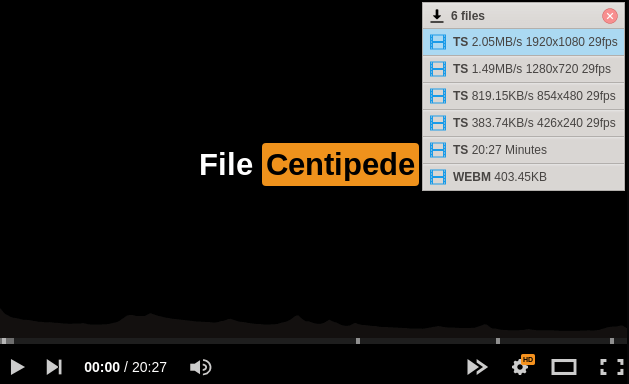 6 files
TS 2.05MB/s 1920x1080 29fps
TS 1.49MB/s 1280x720 29fps
TS 819.15KB/s 854x480 29fps
TS 383.74KB/s 426x240 29fps
TS 20:27 Minutes
WEBM 403.45KB
File Centipede
00:00 / 20:27
HD